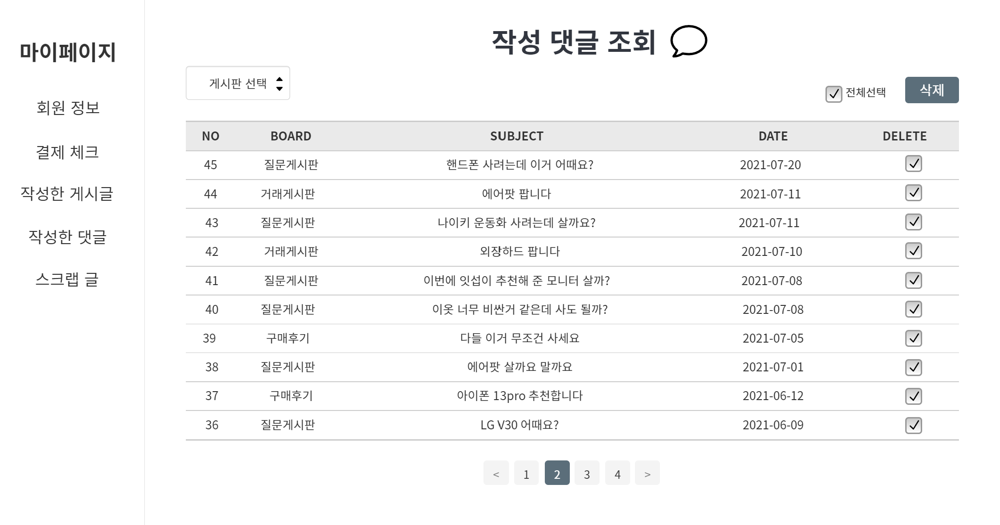 마이페이지
회원 정보
결제 체크
작성한 게시글
작성한 댓글
스크랩 글
작성 댓글 조회
게시판 선택
전체선택
삭제
NO BOARD SUBJECT DATE DELETE
45 질문게시판 핸드폰 사려는데 이거 어때요? 2021-07-20
44 거래게시판 에어팟 팝니다 2021-07-11
43 질문게시판 나이키 운동화 사려는데 살까요? 2021-07-11
42 거래게시판 외장하드 팝니다 2021-07-10
41 질문게시판 이번에 잇섭이 추천해 준 모니터 살까? 2021-07-08
40 질문게시판 이옷 너무 비싼거 같은데 사도 될까? 2021-07-08
39 구매후기 다들 이거 무조건 사세요 2021-07-05
38 질문게시판 에어팟 살까요 말까요 2021-07-01
37 구매후기 아이폰 13pro 추천합니다 2021-06-12
36 질문게시판 LG V30 어때요? 2021-06-09
< 1 2 3 4 >